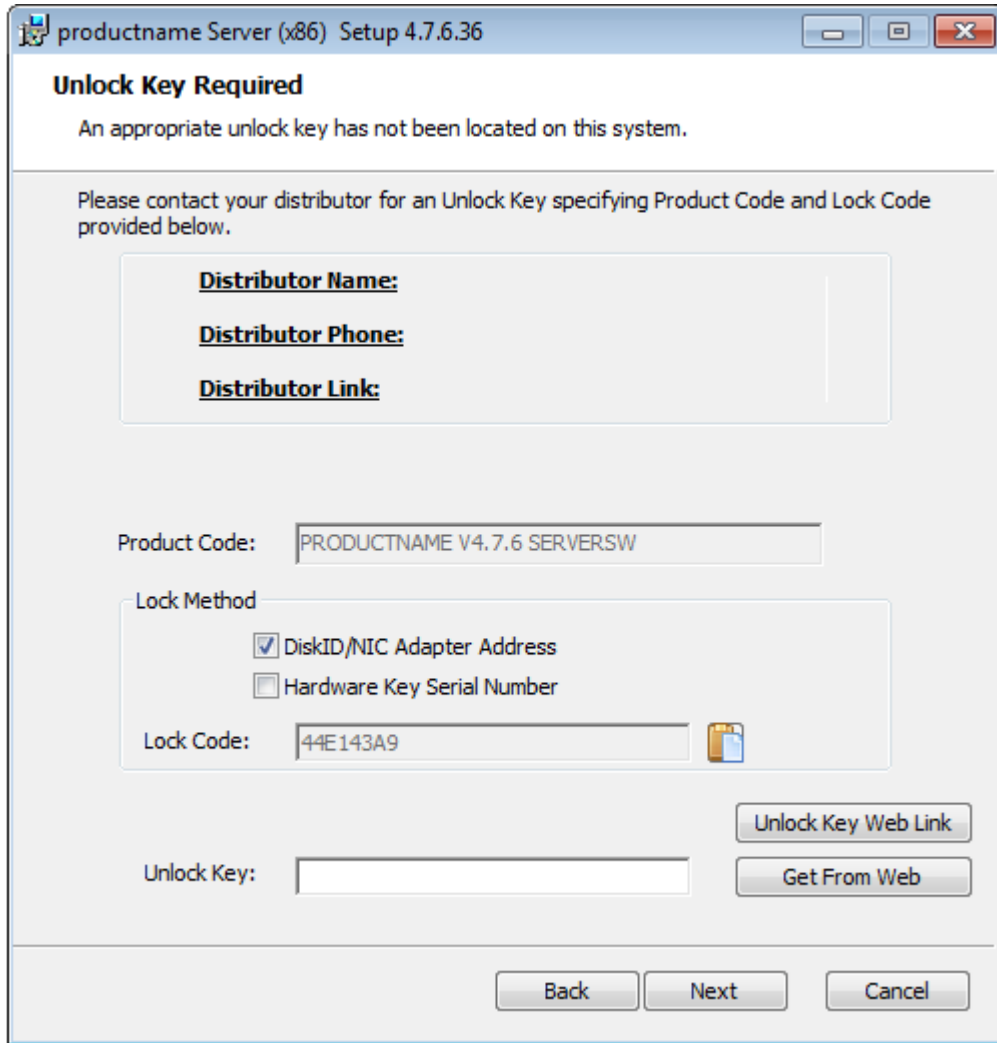 productname Server (x86)  Setup 4.7.6.36
Unlock Key Required
An appropriate unlock key has not been located on this system.
Please contact your distributor for an Unlock Key specifying Product Code and Lock Code
provided below.
Distributor Name:
Distributor Phone:
Distributor Link:
Product Code: PRODUCTNAME V4.7.6 SERVERSW
Lock Method
DiskID/NIC Adapter Address
Hardware Key Serial Number
Lock Code: 44E143A9
Unlock Key Web Link
Unlock Key: Get From Web
Back Next Cancel